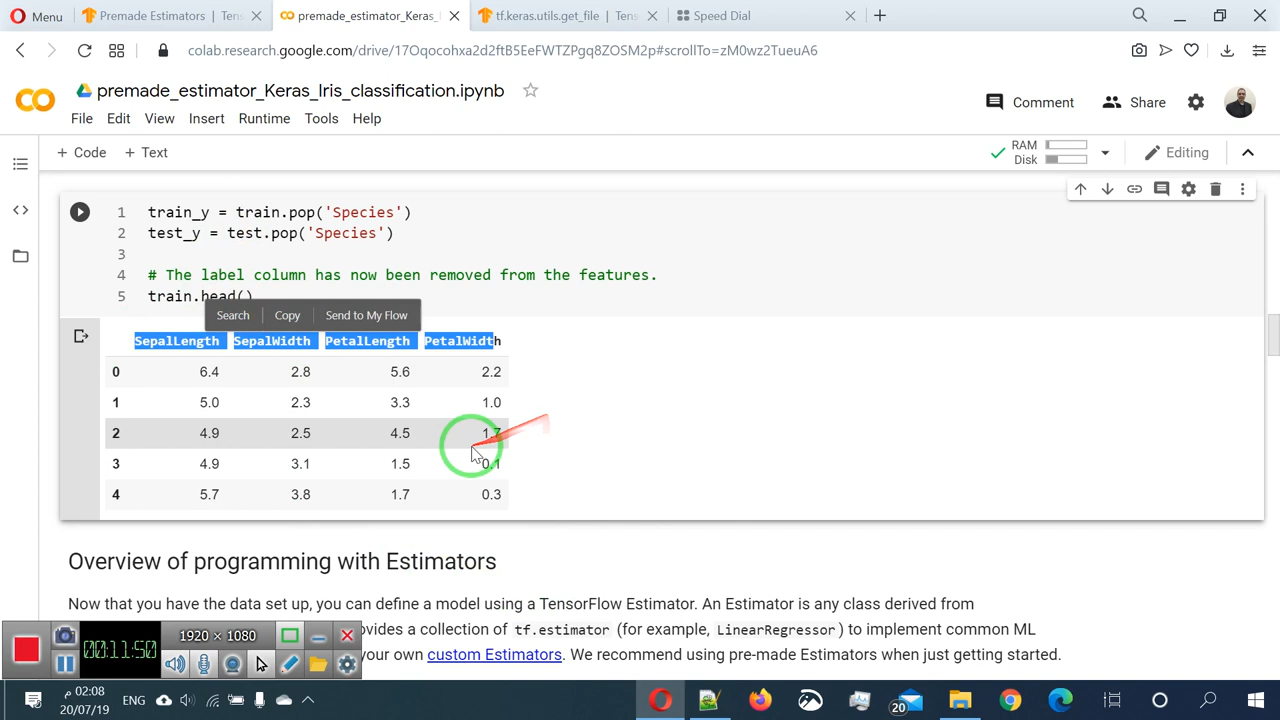 Menu
Premade Estimators | Tens
premade_estimator_Keras_I
tf.keras.utils.get_file | Tens
Speed Dial
colab.research.google.com/drive/17Oqocohxa2d2ftB5EeFWTZPgq8ZOSM2p#scrollTo=zM0wz2TueuA6
premade_estimator_Keras_Iris_classification.ipynb
Comment
Share
File Edit View Insert Runtime Tools Help
+ Code + Text
RAM
Disk
Editing
1 train_y = train.pop('Species')
2 test_y = test.pop('Species')
3
4 # The label column has now been removed from the features.
5 train.head()
Search Copy Send to My Flow
SepalLength SepalWidth PetalLength PetalWidth
0 6.4 2.8 5.6 2.2
1 5.0 2.3 3.3 1.0
2 4.9 2.5 4.5 1.7
3 4.9 3.1 1.5 0.1
4 5.7 3.8 1.7 0.3
Overview of programming with Estimators
Now that you have the data set up, you can define a model using a TensorFlow Estimator. An Estimator is any class derived from
ovides a collection of tf.estimator (for example, LinearRegressor) to implement common ML
your own custom Estimators. We recommend using pre-made Estimators when just getting started.
00:11:50
1920 × 1080
02:08 م
20/07/19
ENG
20